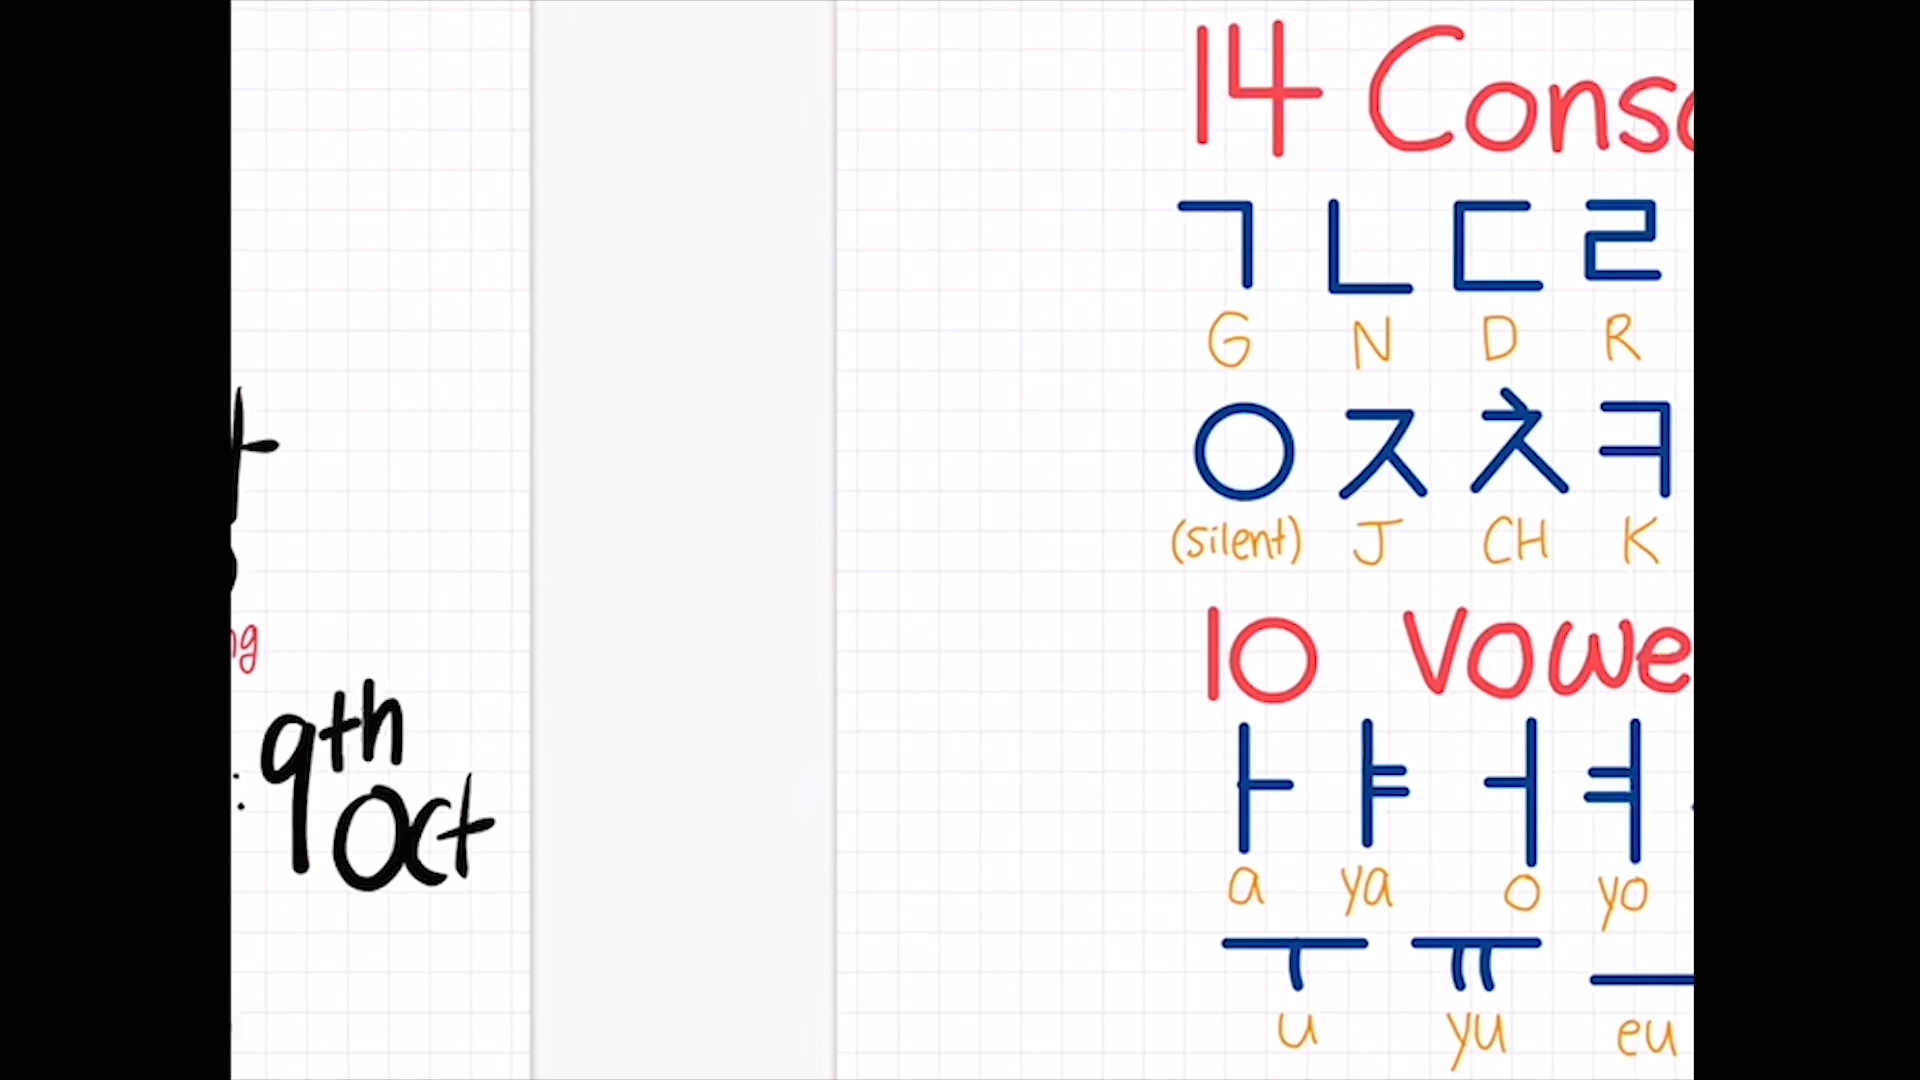 9th
Oct
14 Conso
ㄱ ㄴ ㄷ ㄹ
G N D R
ㅇ ㅈ ㅊ ㅋ
(silent) J CH K
10 Vowe
ㅏ ㅑ ㅓ ㅕ
a ya o yo
ㅜ ㅠ ㅡ
u yu eu